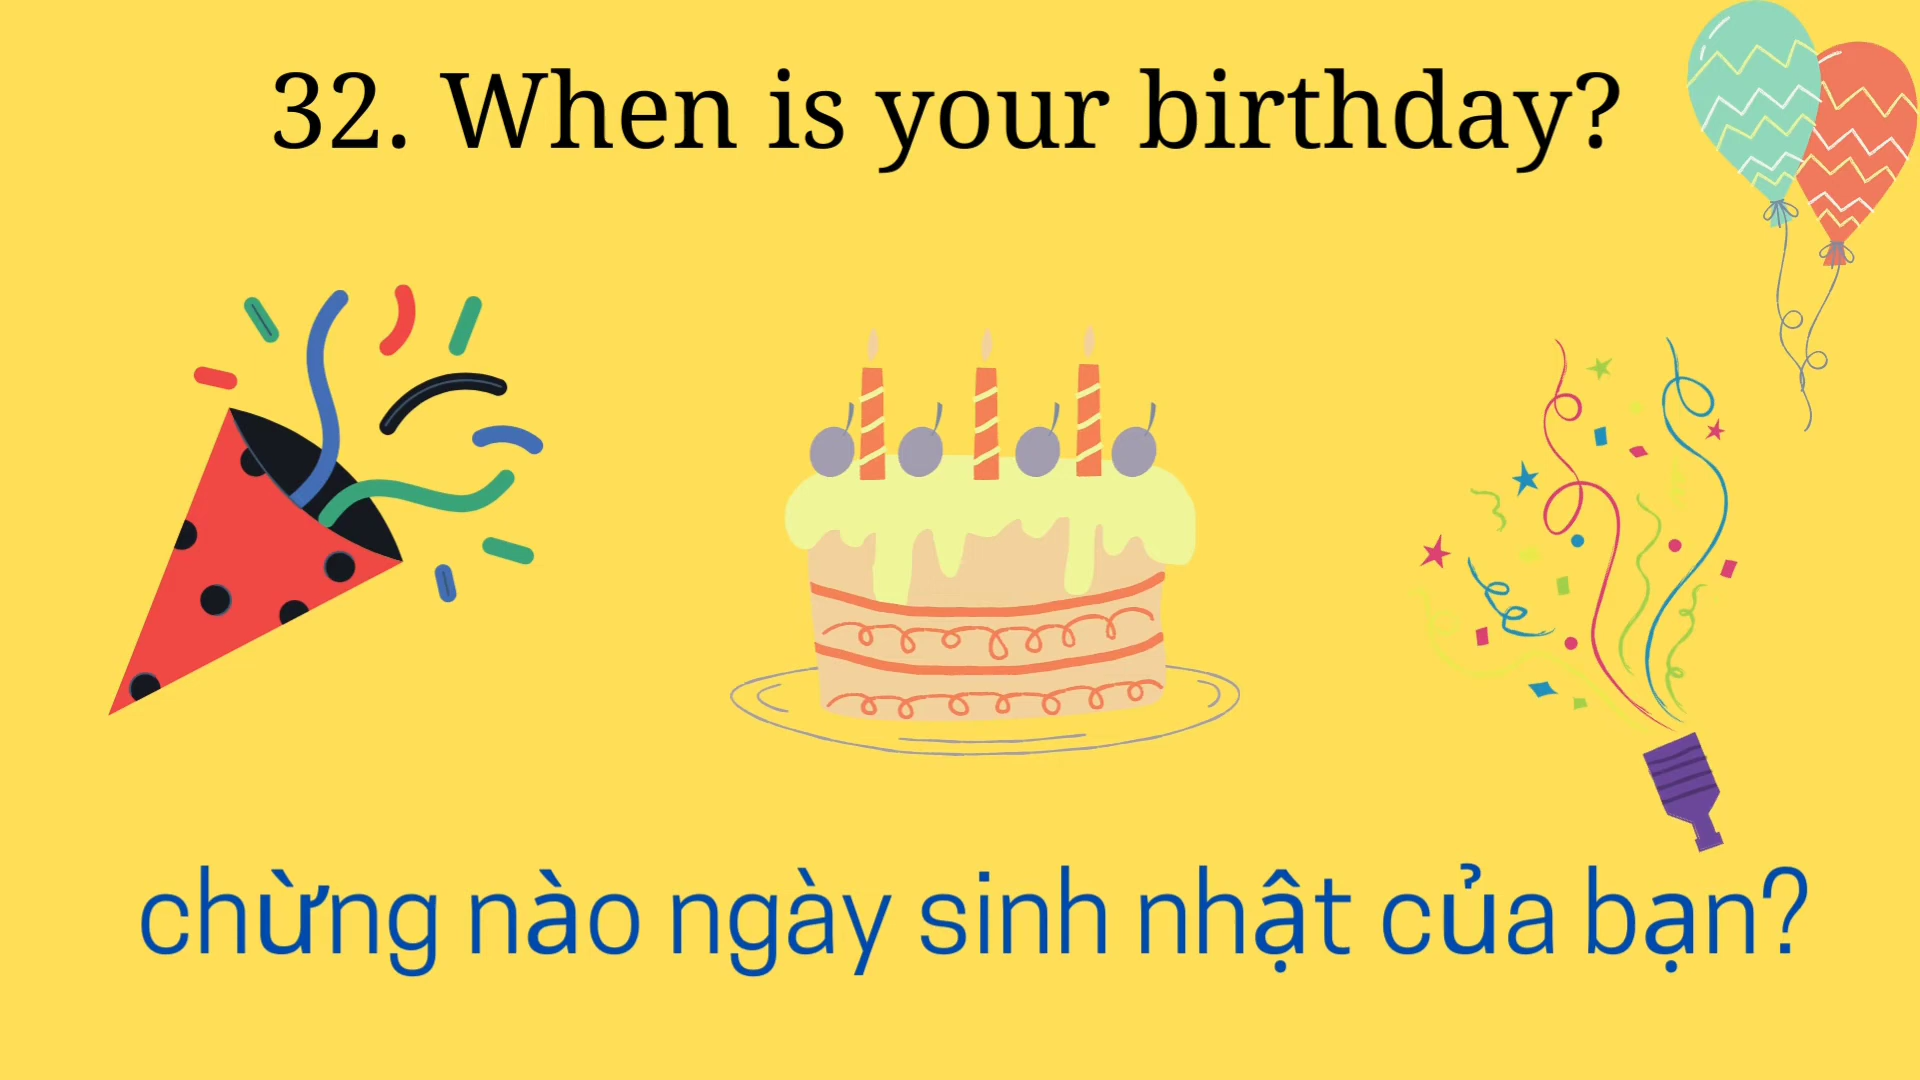 32. When is your birthday?
chừng nào ngày sinh nhật của bạn?